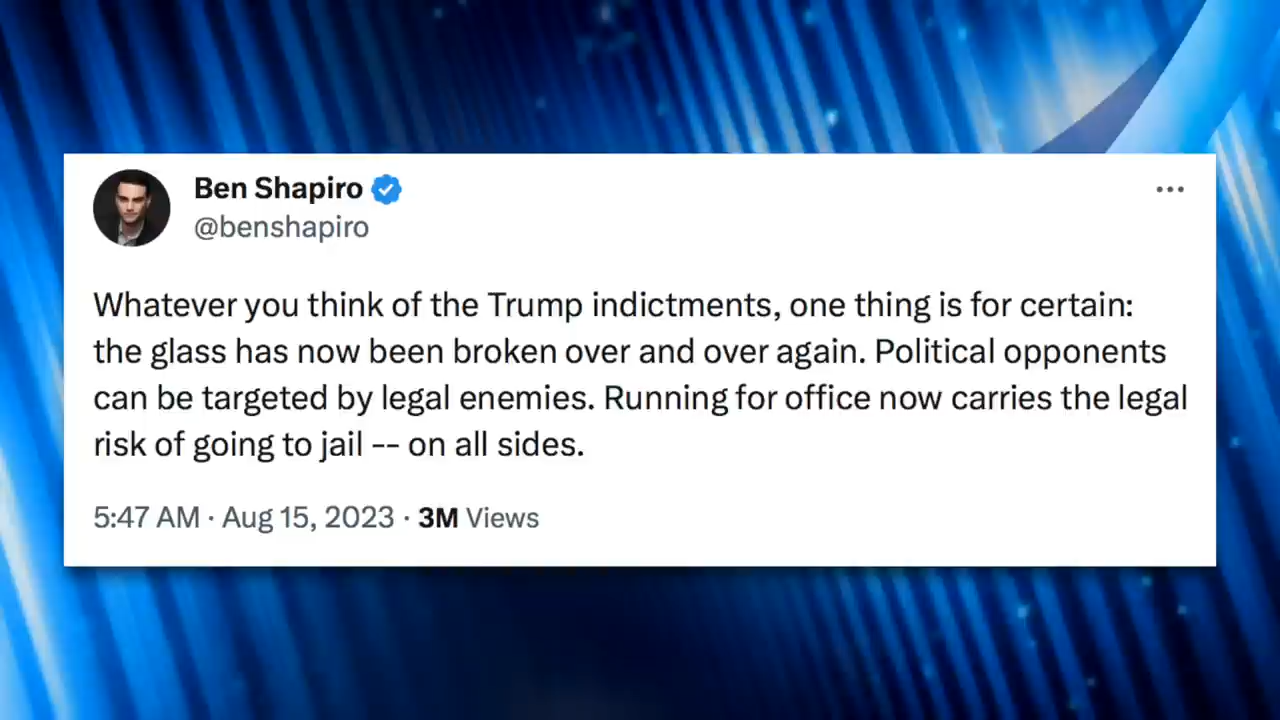 Ben Shapiro
@benshapiro
Whatever you think of the Trump indictments, one thing is for certain:
the glass has now been broken over and over again. Political opponents
can be targeted by legal enemies. Running for office now carries the legal
risk of going to jail -- on all sides.
5:47 AM · Aug 15, 2023 · 3M Views